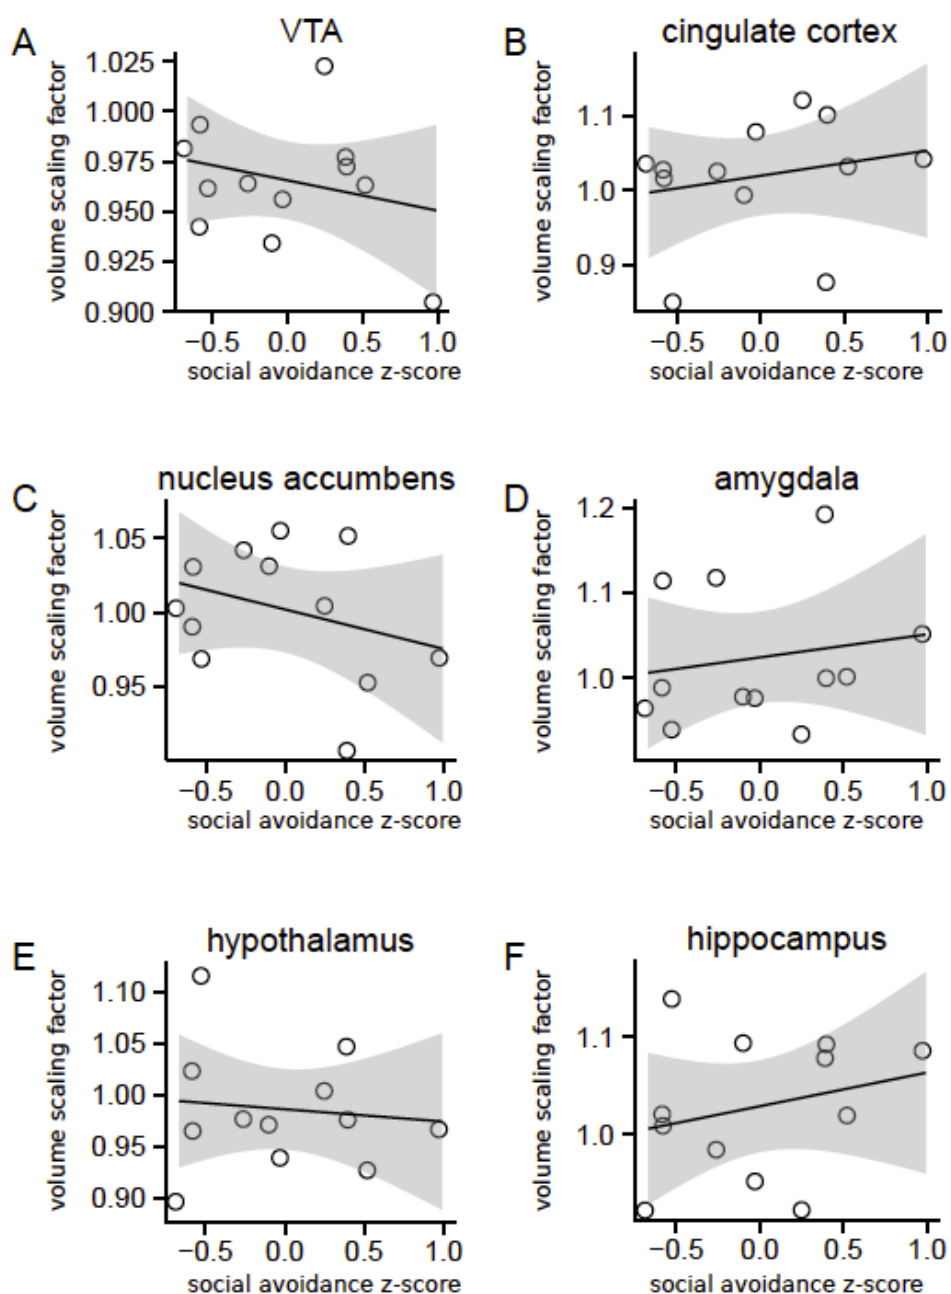 A
VTA
volume scaling factor
1.025
1.000
0.975
0.950
0.925
0.900
−0.5 0.0 0.5 1.0
social avoidance z-score
B
cingulate cortex
volume scaling factor
1.1
1.0
0.9
−0.5 0.0 0.5 1.0
social avoidance z-score
C
nucleus accumbens
volume scaling factor
1.05
1.00
0.95
−0.5 0.0 0.5 1.0
social avoidance z-score
D
amygdala
volume scaling factor
1.2
1.1
1.0
−0.5 0.0 0.5 1.0
social avoidance z-score
E
hypothalamus
volume scaling factor
1.10
1.05
1.00
0.95
0.90
−0.5 0.0 0.5 1.0
social avoidance z-score
F
hippocampus
volume scaling factor
1.1
1.0
−0.5 0.0 0.5 1.0
social avoidance z-score